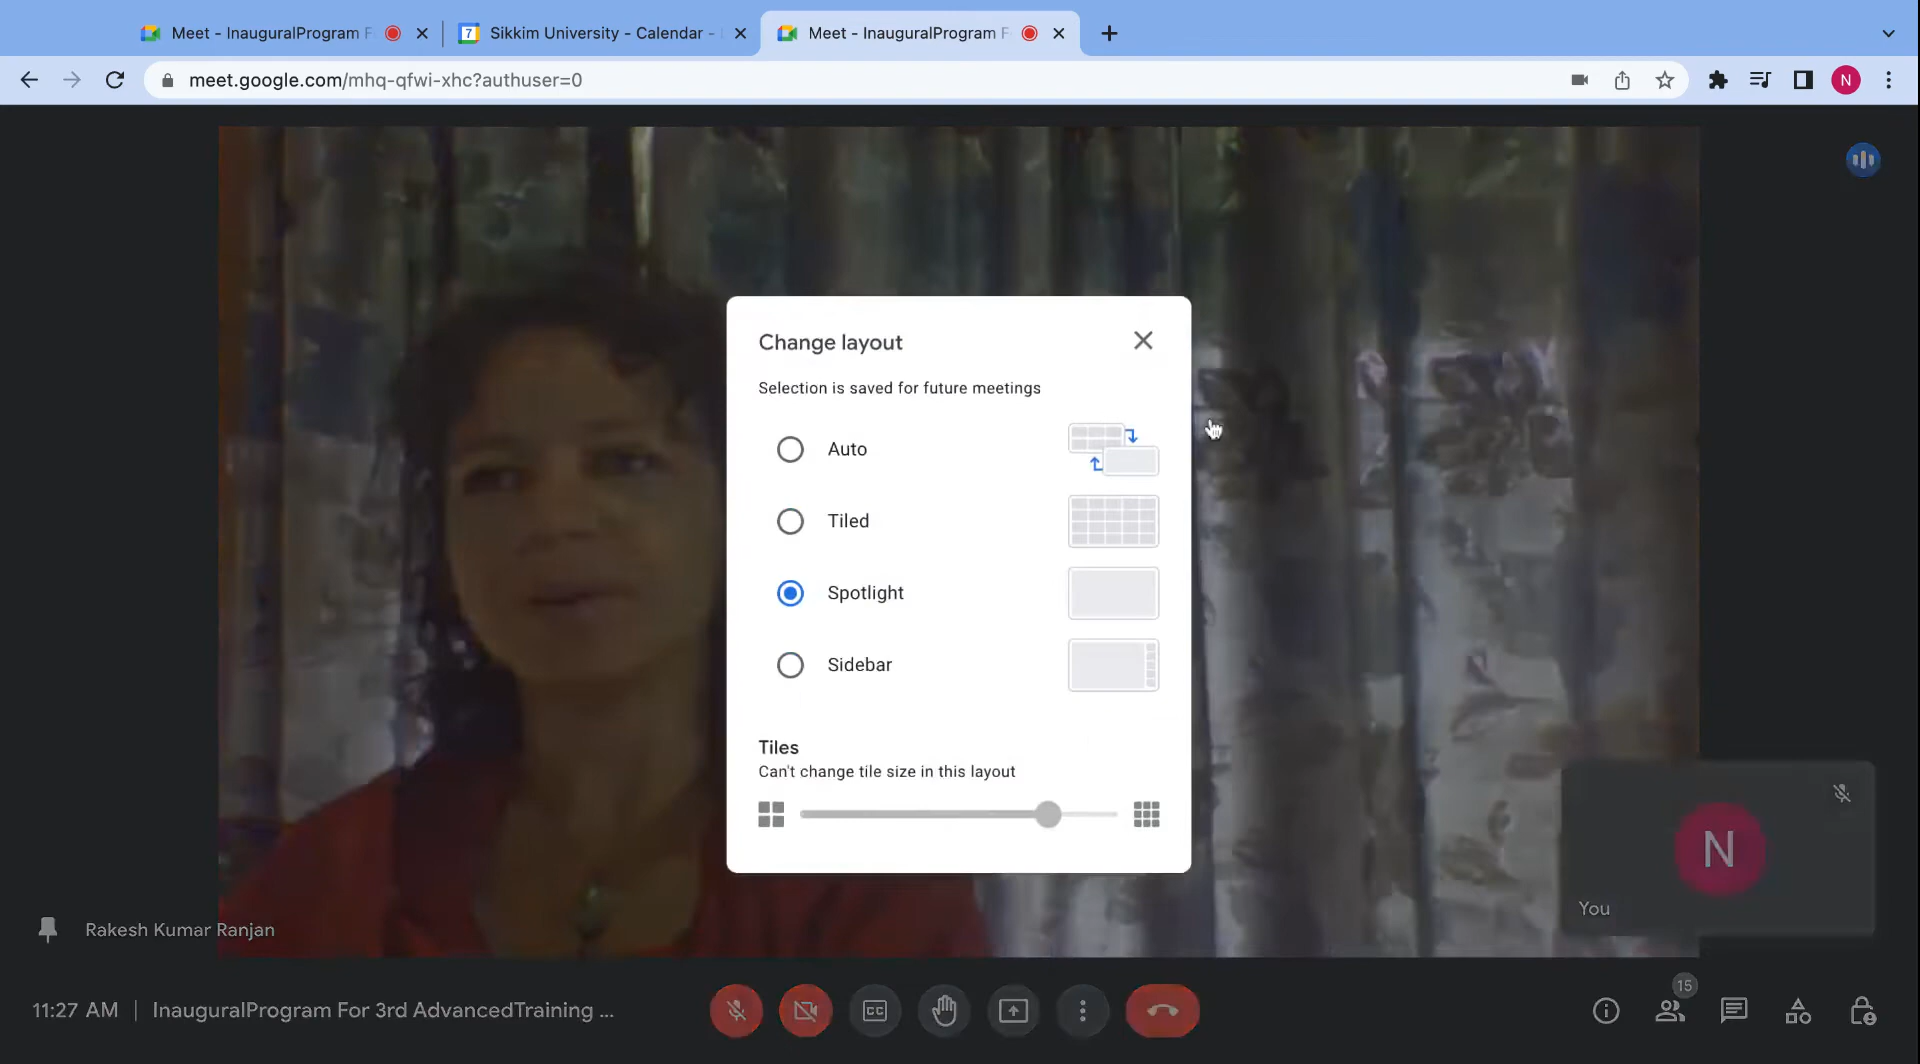 Meet - InauguralProgram F
Sikkim University - Calendar -
Meet - InauguralProgram F
meet.google.com/mhq-qfwi-xhc?authuser=0
N
Change layout
Selection is saved for future meetings
Auto
Tiled
Spotlight
Sidebar
Tiles
Can't change tile size in this layout
N
You
Rakesh Kumar Ranjan
11:27 AM | InauguralProgram For 3rd AdvancedTraining ...
CC
15